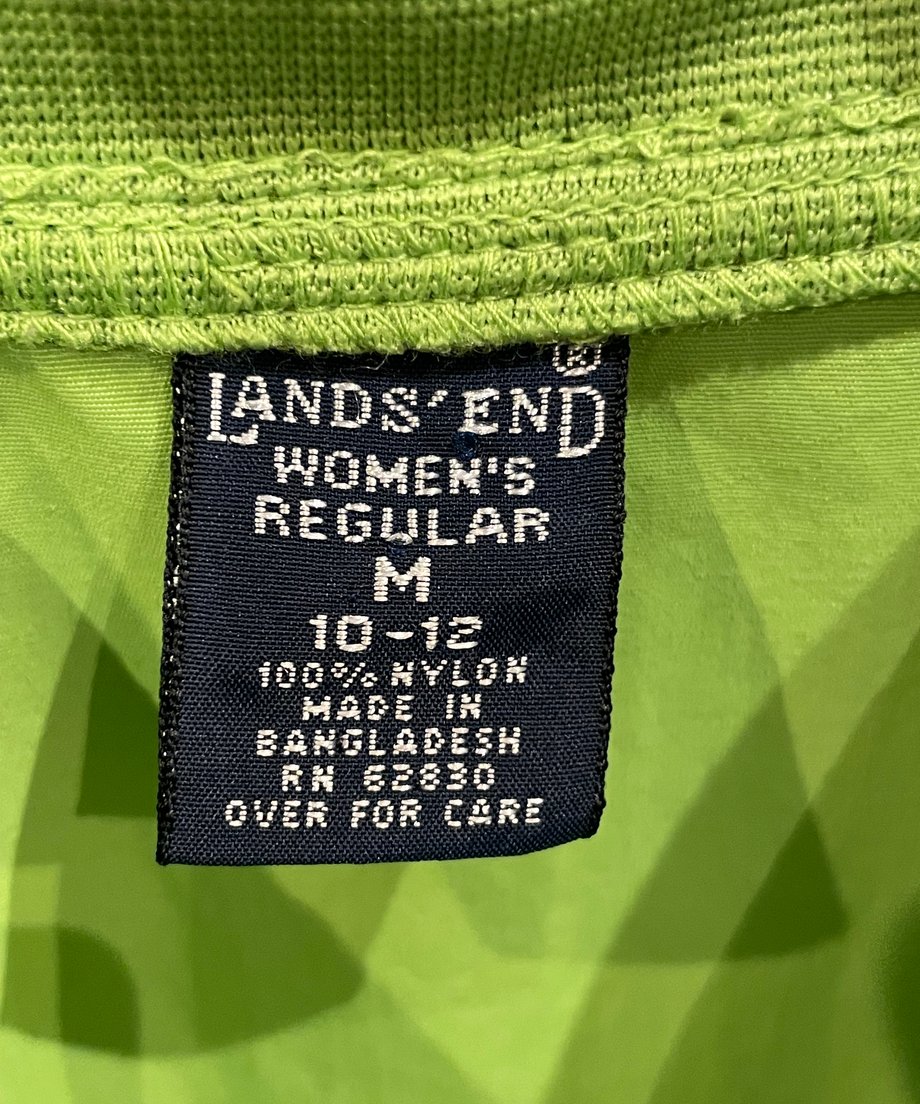 LANDS' END®
WOMEN'S
REGULAR
M
10-12
100% NYLON
MADE IN
BANGLADESH
RN 62830
OVER FOR CARE